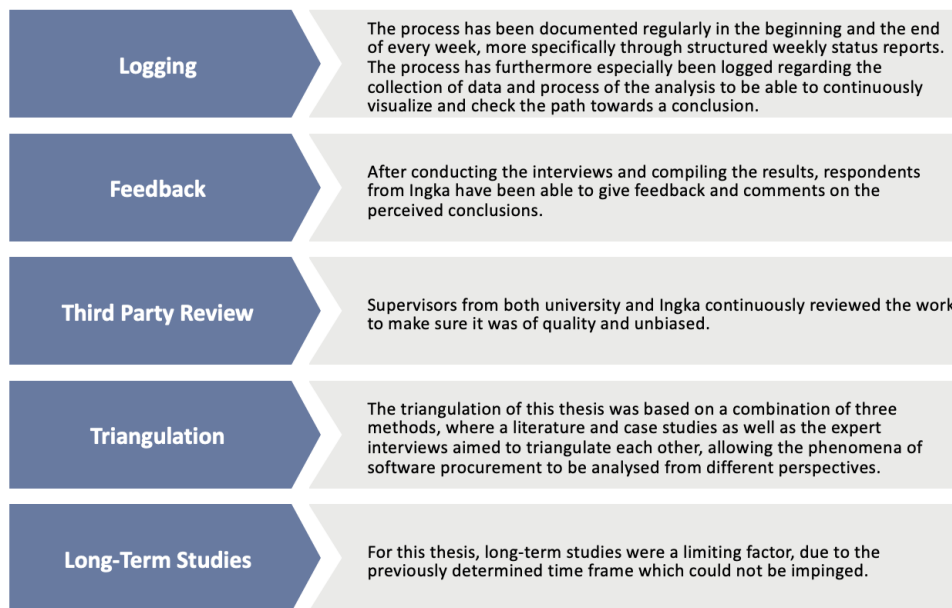 Logging
The process has been documented regularly in the beginning and the end
of every week, more specifically through structured weekly status reports.
The process has furthermore especially been logged regarding the
collection of data and process of the analysis to be able to continuously
visualize and check the path towards a conclusion.
Feedback
After conducting the interviews and compiling the results, respondents
from Ingka have been able to give feedback and comments on the
perceived conclusions.
Third Party Review
Supervisors from both university and Ingka continuously reviewed the work
to make sure it was of quality and unbiased.
Triangulation
The triangulation of this thesis was based on a combination of three
methods, where a literature and case studies as well as the expert
interviews aimed to triangulate each other, allowing the phenomena of
software procurement to be analysed from different perspectives.
Long-Term Studies
For this thesis, long-term studies were a limiting factor, due to the
previously determined time frame which could not be impinged.